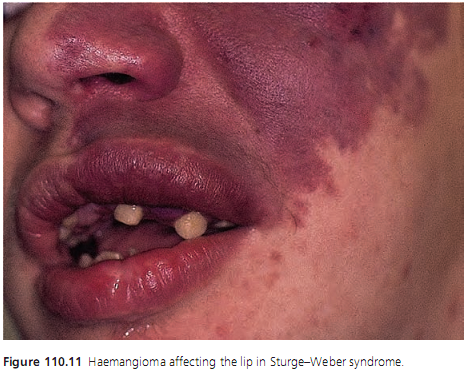 Figure 110.11 Haemangioma affecting the lip in Sturge–Weber syndrome.